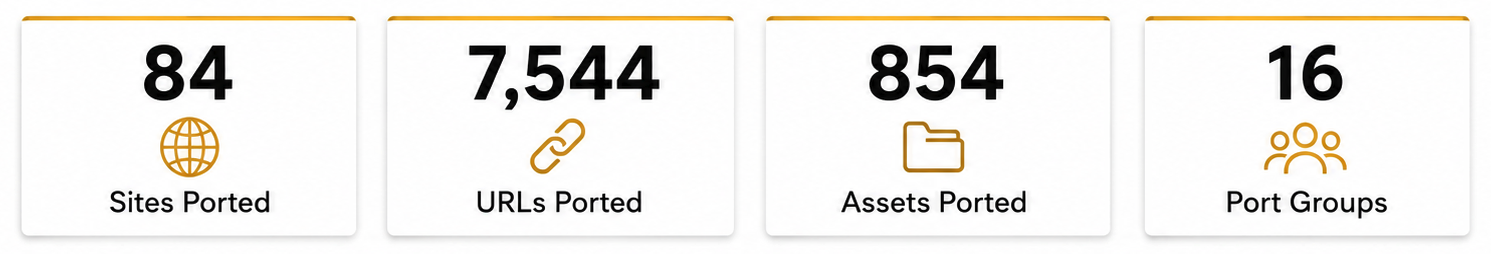 84
Sites Ported
7,544
URLs Ported
854
Assets Ported
16
Port Groups